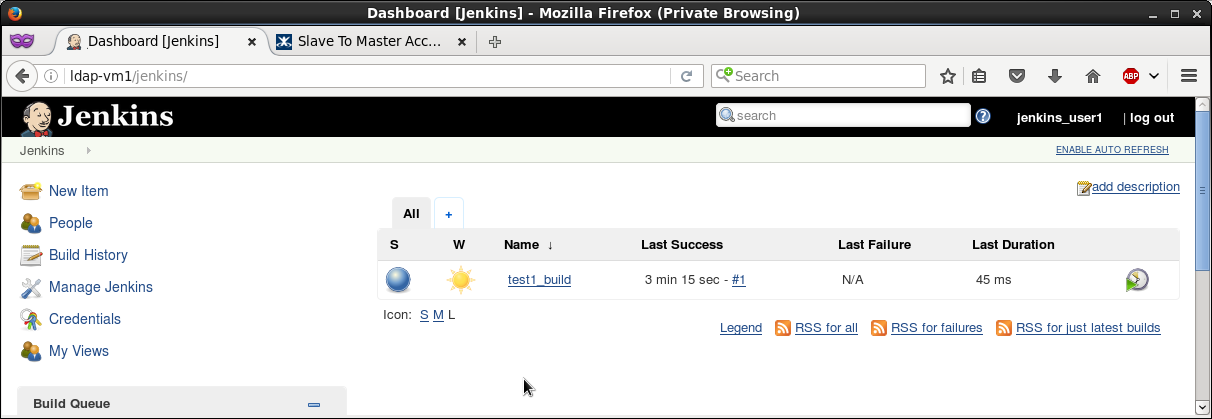 Dashboard [Jenkins] - Mozilla Firefox (Private Browsing)
Dashboard [Jenkins] Slave To Master Acc...
ldap-vm1/jenkins/ Search ABP
Jenkins search jenkins_user1 | log out
Jenkins ENABLE AUTO REFRESH
New Item
People
Build History
Manage Jenkins
Credentials
My Views
Build Queue
add description
All +
S W Name ↓ Last Success Last Failure Last Duration
test1_build 3 min 15 sec - #1 N/A 45 ms
Icon: S M L
Legend RSS for all RSS for failures RSS for just latest builds